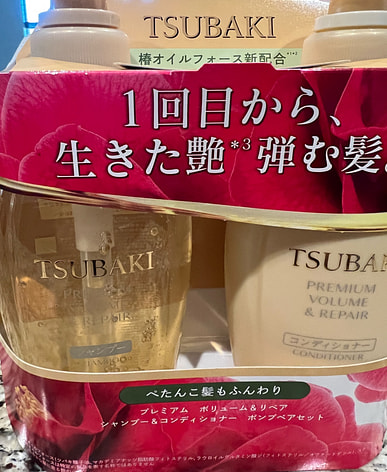 TSUBAKI
椿オイルフォース新配合
1回目から、
生きた艶*3弾む髪。
TSUBAKI
REPAIR
シャンプー
SHAMPOO
TSUBAKI
PREMIUM
VOLUME
& REPAIR
コンディショナー
CONDITIONER
ぺたんこ髪もふんわり
プレミアム ボリューム&リペア
シャンプー&コンディショナー ポンプペアセット